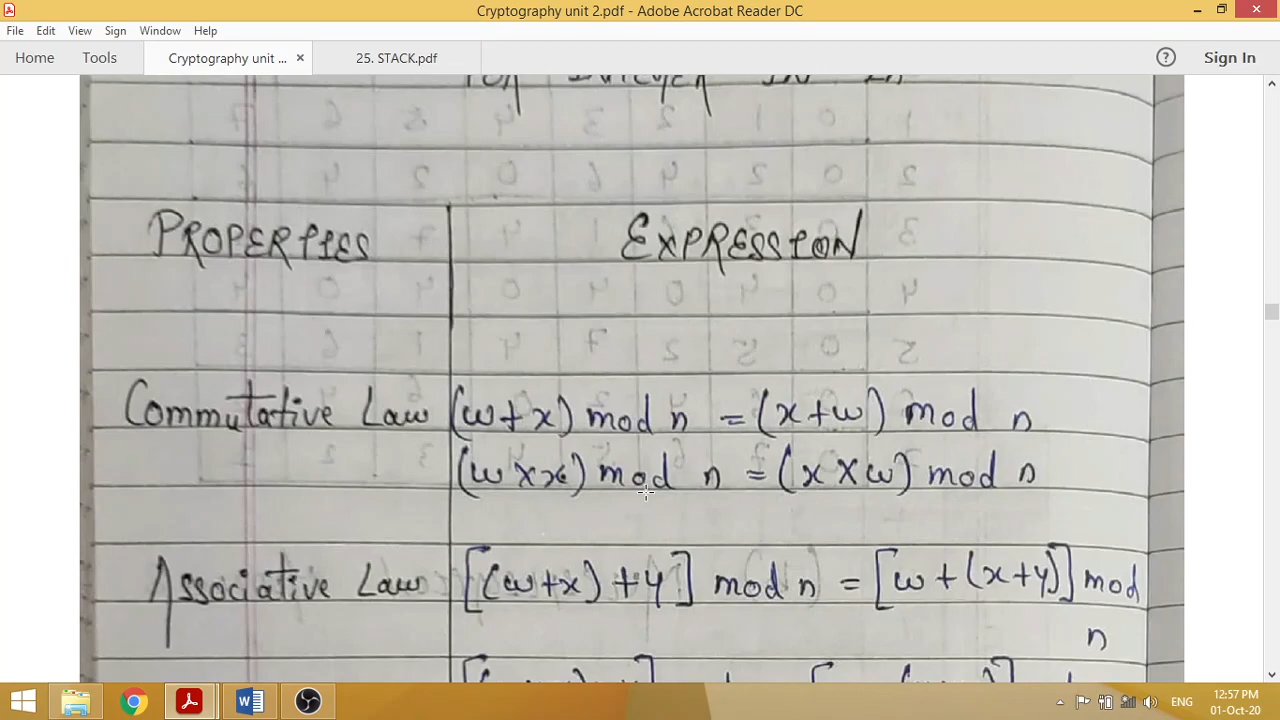 Cryptography unit 2.pdf - Adobe Acrobat Reader DC
File Edit View Sign Window Help
Home Tools Cryptography unit ... × 25. STACK.pdf Sign In
PROPERTIES EXPRESSION
Commutative Law (w+x) mod n = (x+w) mod n
(w×x) mod n = (x×w) mod n
Associative Law [(w+x)+y] mod n = [w+(x+y)] mod
n
ENG 12:57 PM
01-Oct-20